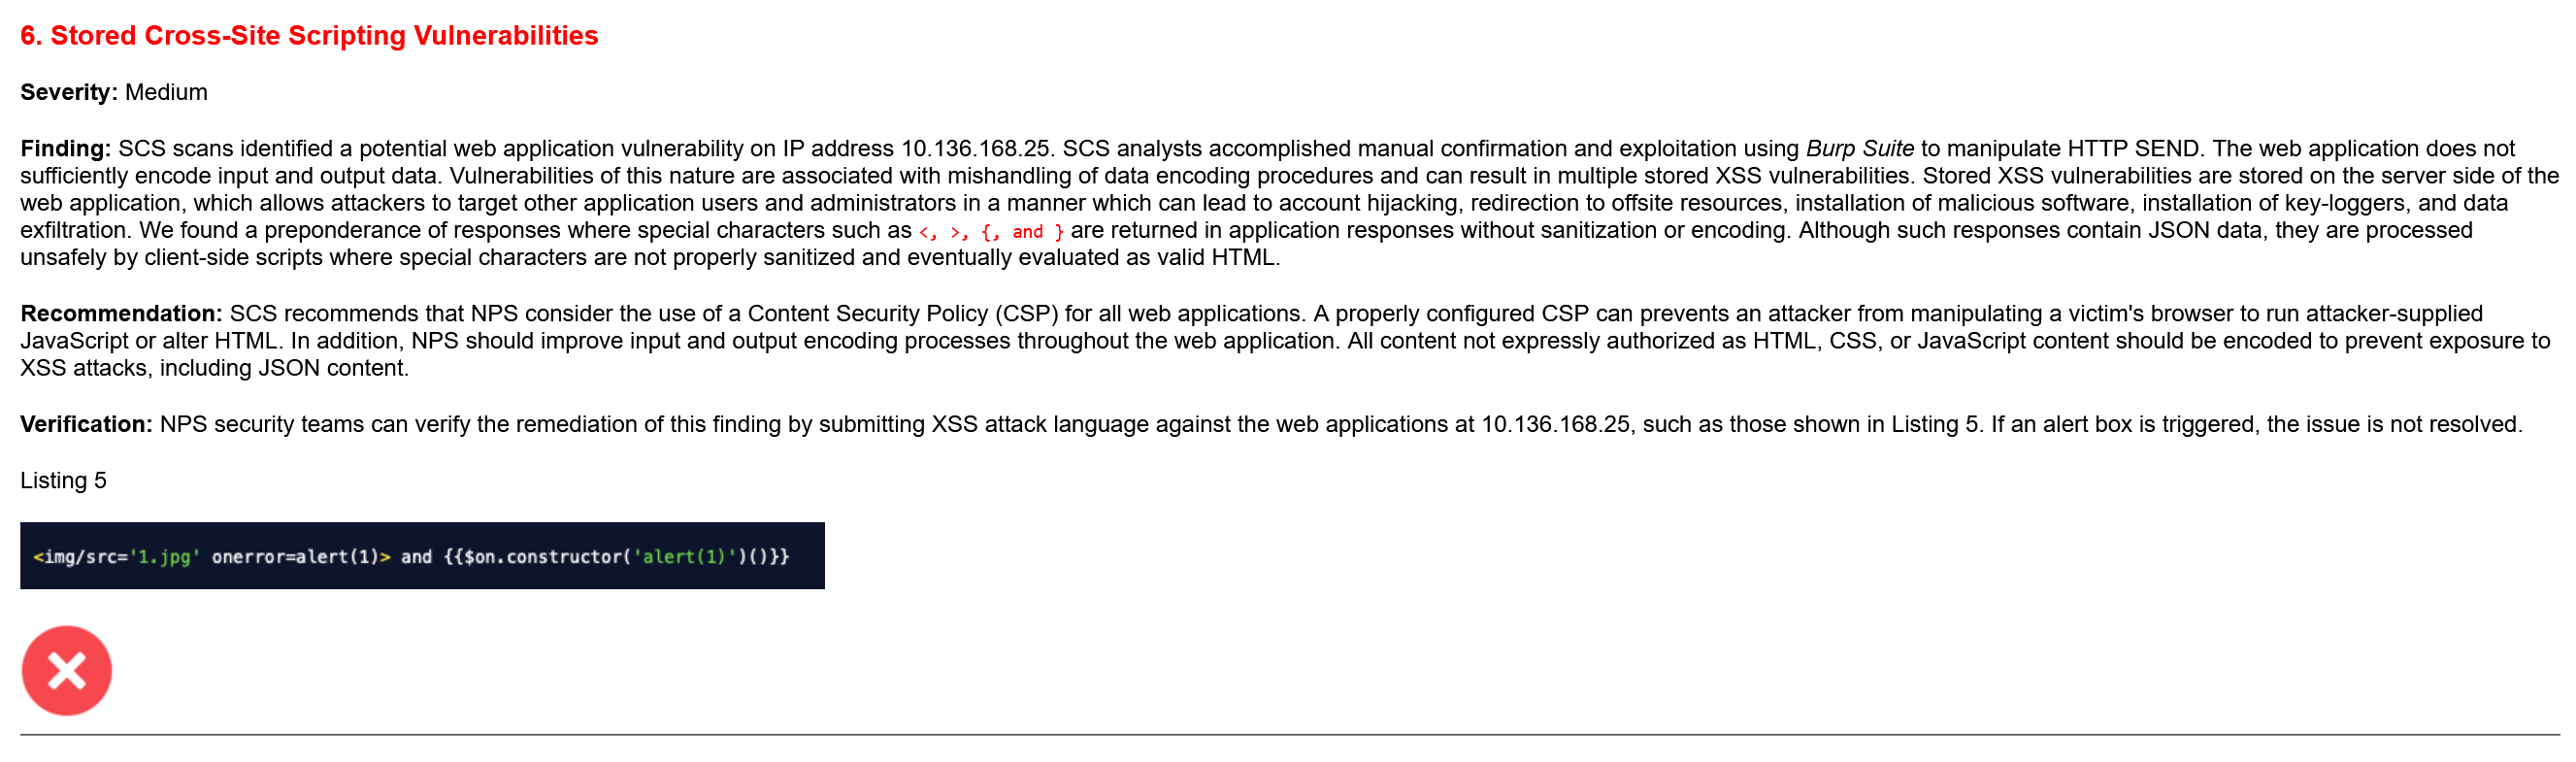 6. Stored Cross-Site Scripting Vulnerabilities
Severity: Medium
Finding: SCS scans identified a potential web application vulnerability on IP address 10.136.168.25. SCS analysts accomplished manual confirmation and exploitation using Burp Suite to manipulate HTTP SEND. The web application does not
sufficiently encode input and output data. Vulnerabilities of this nature are associated with mishandling of data encoding procedures and can result in multiple stored XSS vulnerabilities. Stored XSS vulnerabilities are stored on the server side of the
web application, which allows attackers to target other application users and administrators in a manner which can lead to account hijacking, redirection to offsite resources, installation of malicious software, installation of key-loggers, and data
exfiltration. We found a preponderance of responses where special characters such as <, >, {, and } are returned in application responses without sanitization or encoding. Although such responses contain JSON data, they are processed
unsafely by client-side scripts where special characters are not properly sanitized and eventually evaluated as valid HTML.
Recommendation: SCS recommends that NPS consider the use of a Content Security Policy (CSP) for all web applications. A properly configured CSP can prevents an attacker from manipulating a victim's browser to run attacker-supplied
JavaScript or alter HTML. In addition, NPS should improve input and output encoding processes throughout the web application. All content not expressly authorized as HTML, CSS, or JavaScript content should be encoded to prevent exposure to
XSS attacks, including JSON content.
Verification: NPS security teams can verify the remediation of this finding by submitting XSS attack language against the web applications at 10.136.168.25, such as those shown in Listing 5. If an alert box is triggered, the issue is not resolved.
Listing 5
<img/src='1.jpg' onerror=alert(1)> and {{$on.constructor('alert(1)')()}}